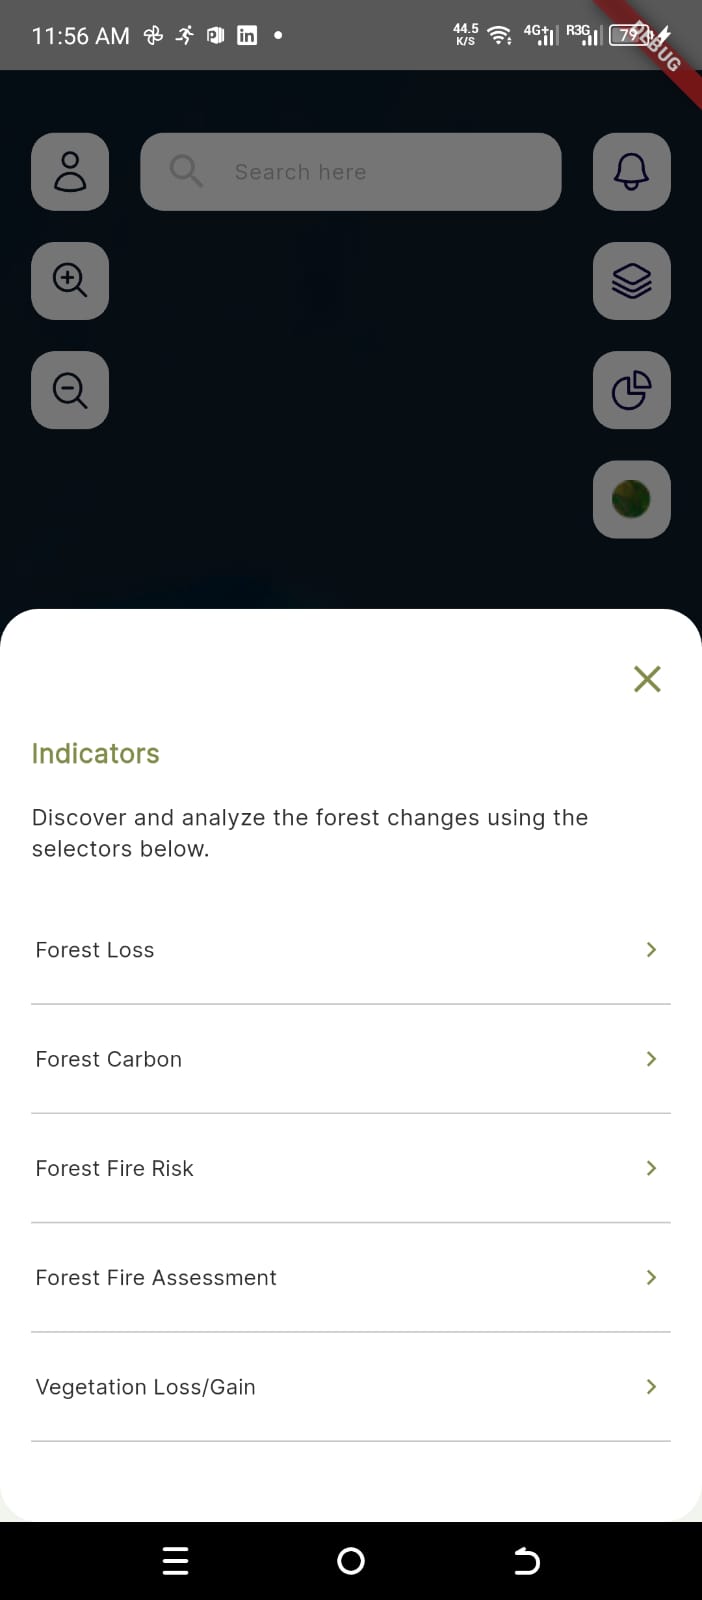 11:56 AM
in
44.5
K/S
4G+
R3G
79
DEBUG
Search here
Indicators
Discover and analyze the forest changes using the
selectors below.
Forest Loss
Forest Carbon
Forest Fire Risk
Forest Fire Assessment
Vegetation Loss/Gain